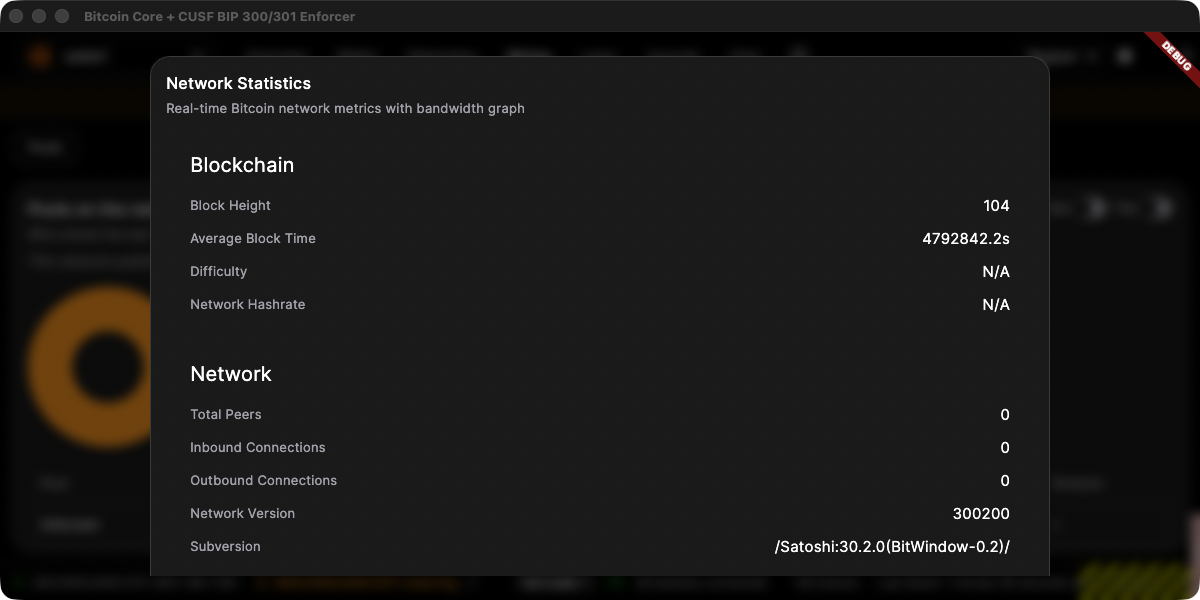 Bitcoin Core + CUSF BIP 300/301 Enforcer
DEBUG
Network Statistics
Real-time Bitcoin network metrics with bandwidth graph
Blockchain
Block Height 104
Average Block Time 4792842.2s
Difficulty N/A
Network Hashrate N/A
Network
Total Peers 0
Inbound Connections 0
Outbound Connections 0
Network Version 300200
Subversion /Satoshi:30.2.0(BitWindow-0.2)/